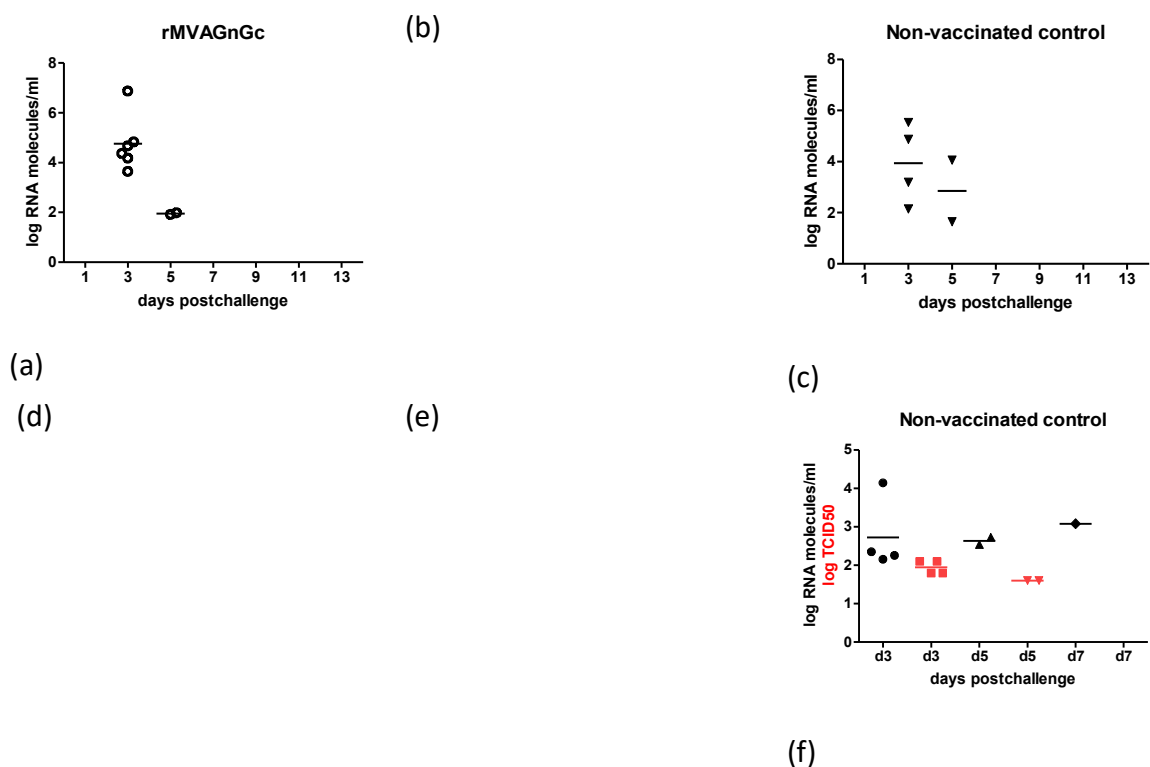 rMVAGnGc
log RNA molecules/ml
8
6
4
2
0
1 3 5 7 9 11 13
days postchallenge
(a)
(b)
Non-vaccinated control
log RNA molecules/ml
8
6
4
2
0
1 3 5 7 9 11 13
days postchallenge
(c)
(d)
(e)
Non-vaccinated control
log RNA molecules/ml
log TCID50
5
4
3
2
1
0
d3 d3 d5 d5 d7 d7
days postchallenge
(f)